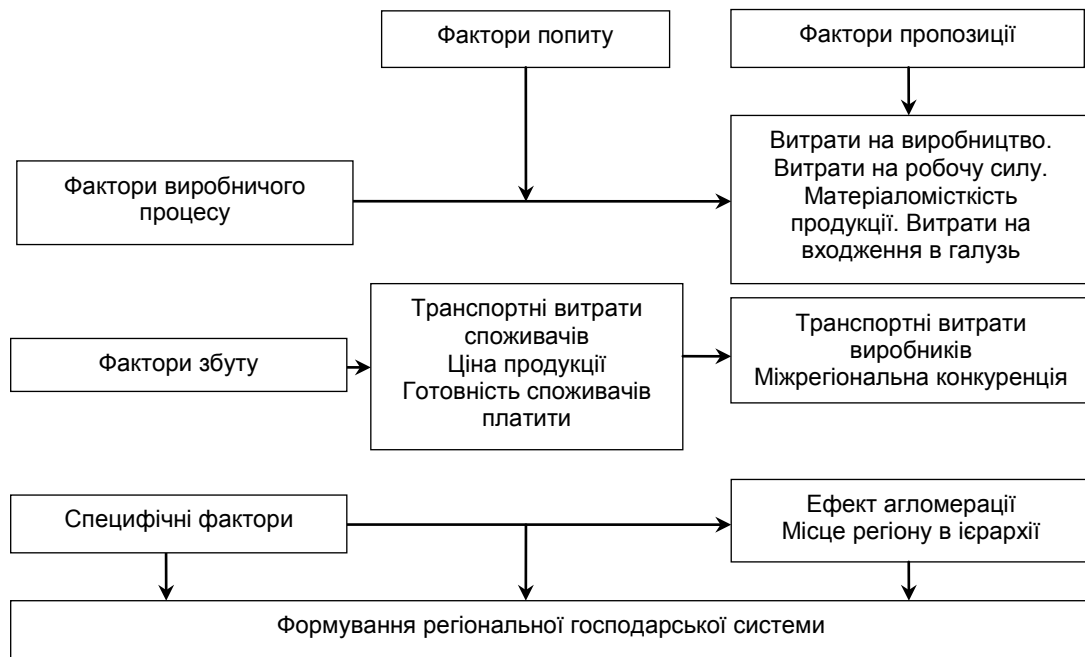 Фактори попиту
Фактори пропозиції
Фактори виробничого
процесу
Витрати на виробництво.
Витрати на робочу силу.
Матеріаломісткість
продукції. Витрати на
входження в галузь
Фактори збуту
Транспортні витрати
споживачів
Ціна продукції
Готовність споживачів
платити
Транспортні витрати
виробників
Міжрегіональна конкуренція
Специфічні фактори
Ефект агломерації
Місце регіону в ієрархії
Формування регіональної господарської системи